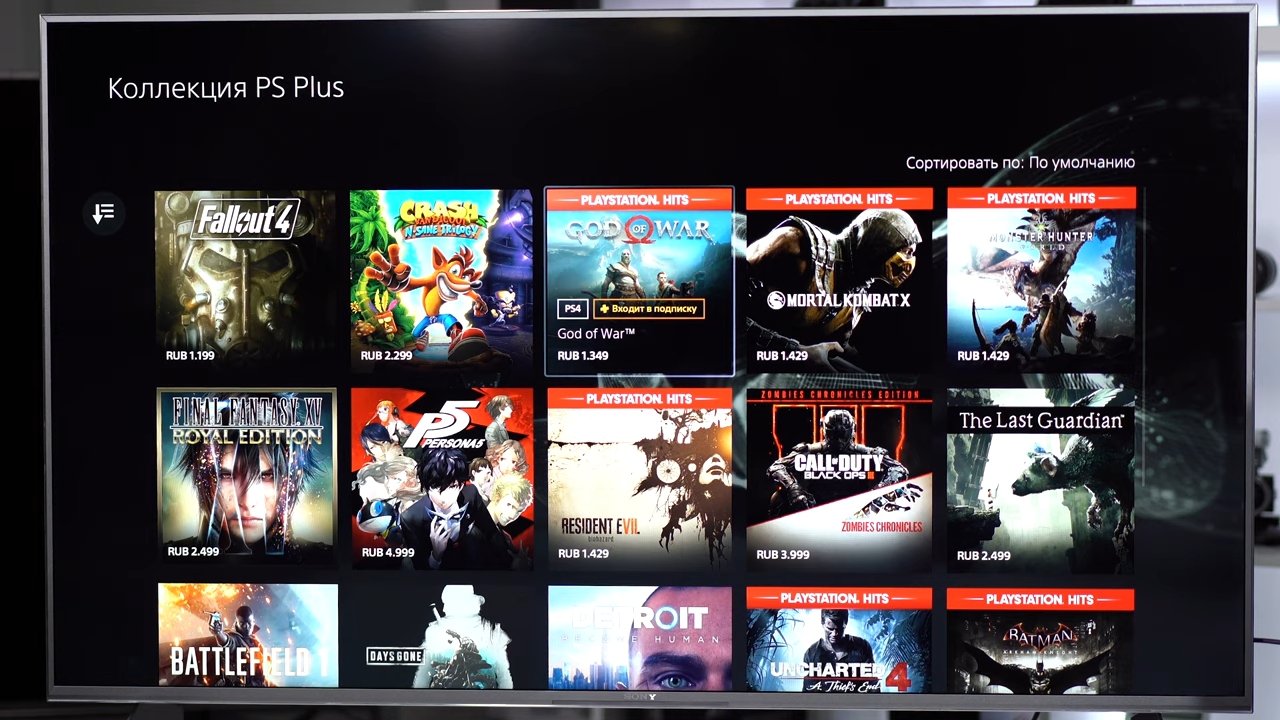 Коллекция PS Plus
Сортировать по: По умолчанию
Fallout 4
RUB 1.199
CRASH
BANDICOOT
N. SANE TRILOGY
RUB 2.299
PLAYSTATION HITS
GOD OF WAR
PS4
Входит в подписку
God of War™
RUB 1.349
PLAYSTATION HITS
MORTAL KOMBAT X
RUB 1.429
PLAYSTATION HITS
MONSTER HUNTER
WORLD
RUB 1.429
FINAL FANTASY XV
ROYAL EDITION
RUB 2.499
P5
PERSONA5
RUB 4.999
PLAYSTATION HITS
RESIDENT EVIL
biohazard
RUB 1.429
ZOMBIES CHRONICLES EDITION
III
CALL OF DUTY
BLACK OPS III
ZOMBIES CHRONICLES
RUB 3.999
The Last Guardian™
RUB 2.499
BATTLEFIELD 1
DAYS GONE
DETROIT
BECOME HUMAN
PLAYSTATION HITS
UNCHARTED 4
A Thief's End
PLAYSTATION HITS
BATMAN
ARKHAM KNIGHT
SONY